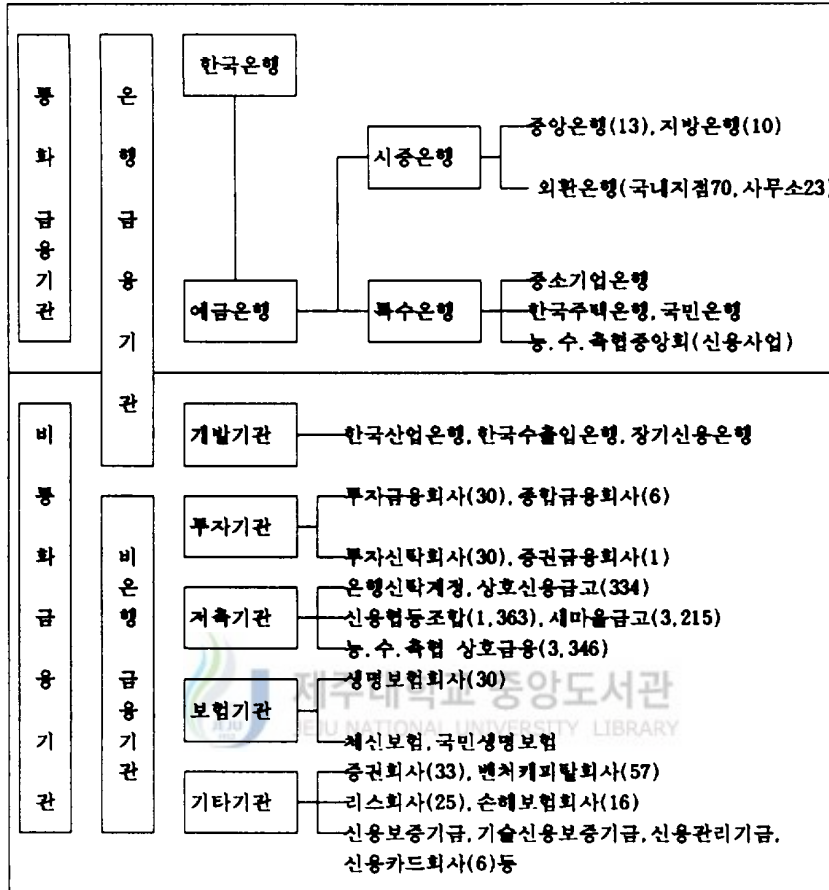 통화금융기관
은행금융기관
한국은행
예금은행
시중은행
중앙은행(13), 지방은행(10)
외환은행(국내지점70, 사무소23)
특수은행
중소기업은행
한국주택은행, 국민은행
농.수.축협중앙회(신용사업)
비통화금융기관
개발기관
한국산업은행, 한국수출입은행, 장기신용은행
비은행금융기관
투자기관
투자금융회사(30), 종합금융회사(6)
투자신탁회사(30), 증권금융회사(1)
저축기관
은행신탁계정, 상호신용금고(334)
신용협동조합(1,363), 새마을금고(3,215)
농.수.축협 상호금융(3,346)
보험기관
생명보험회사(30)
체신보험, 국민생명보험
기타기관
증권회사(33), 벤처캐피탈회사(57)
리스회사(25), 손해보험회사(16)
신용보증기금, 기술신용보증기금, 신용관리기금,
신용카드회사(6)등
제주대학교 중앙도서관
JEJU NATIONAL UNIVERSITY LIBRARY